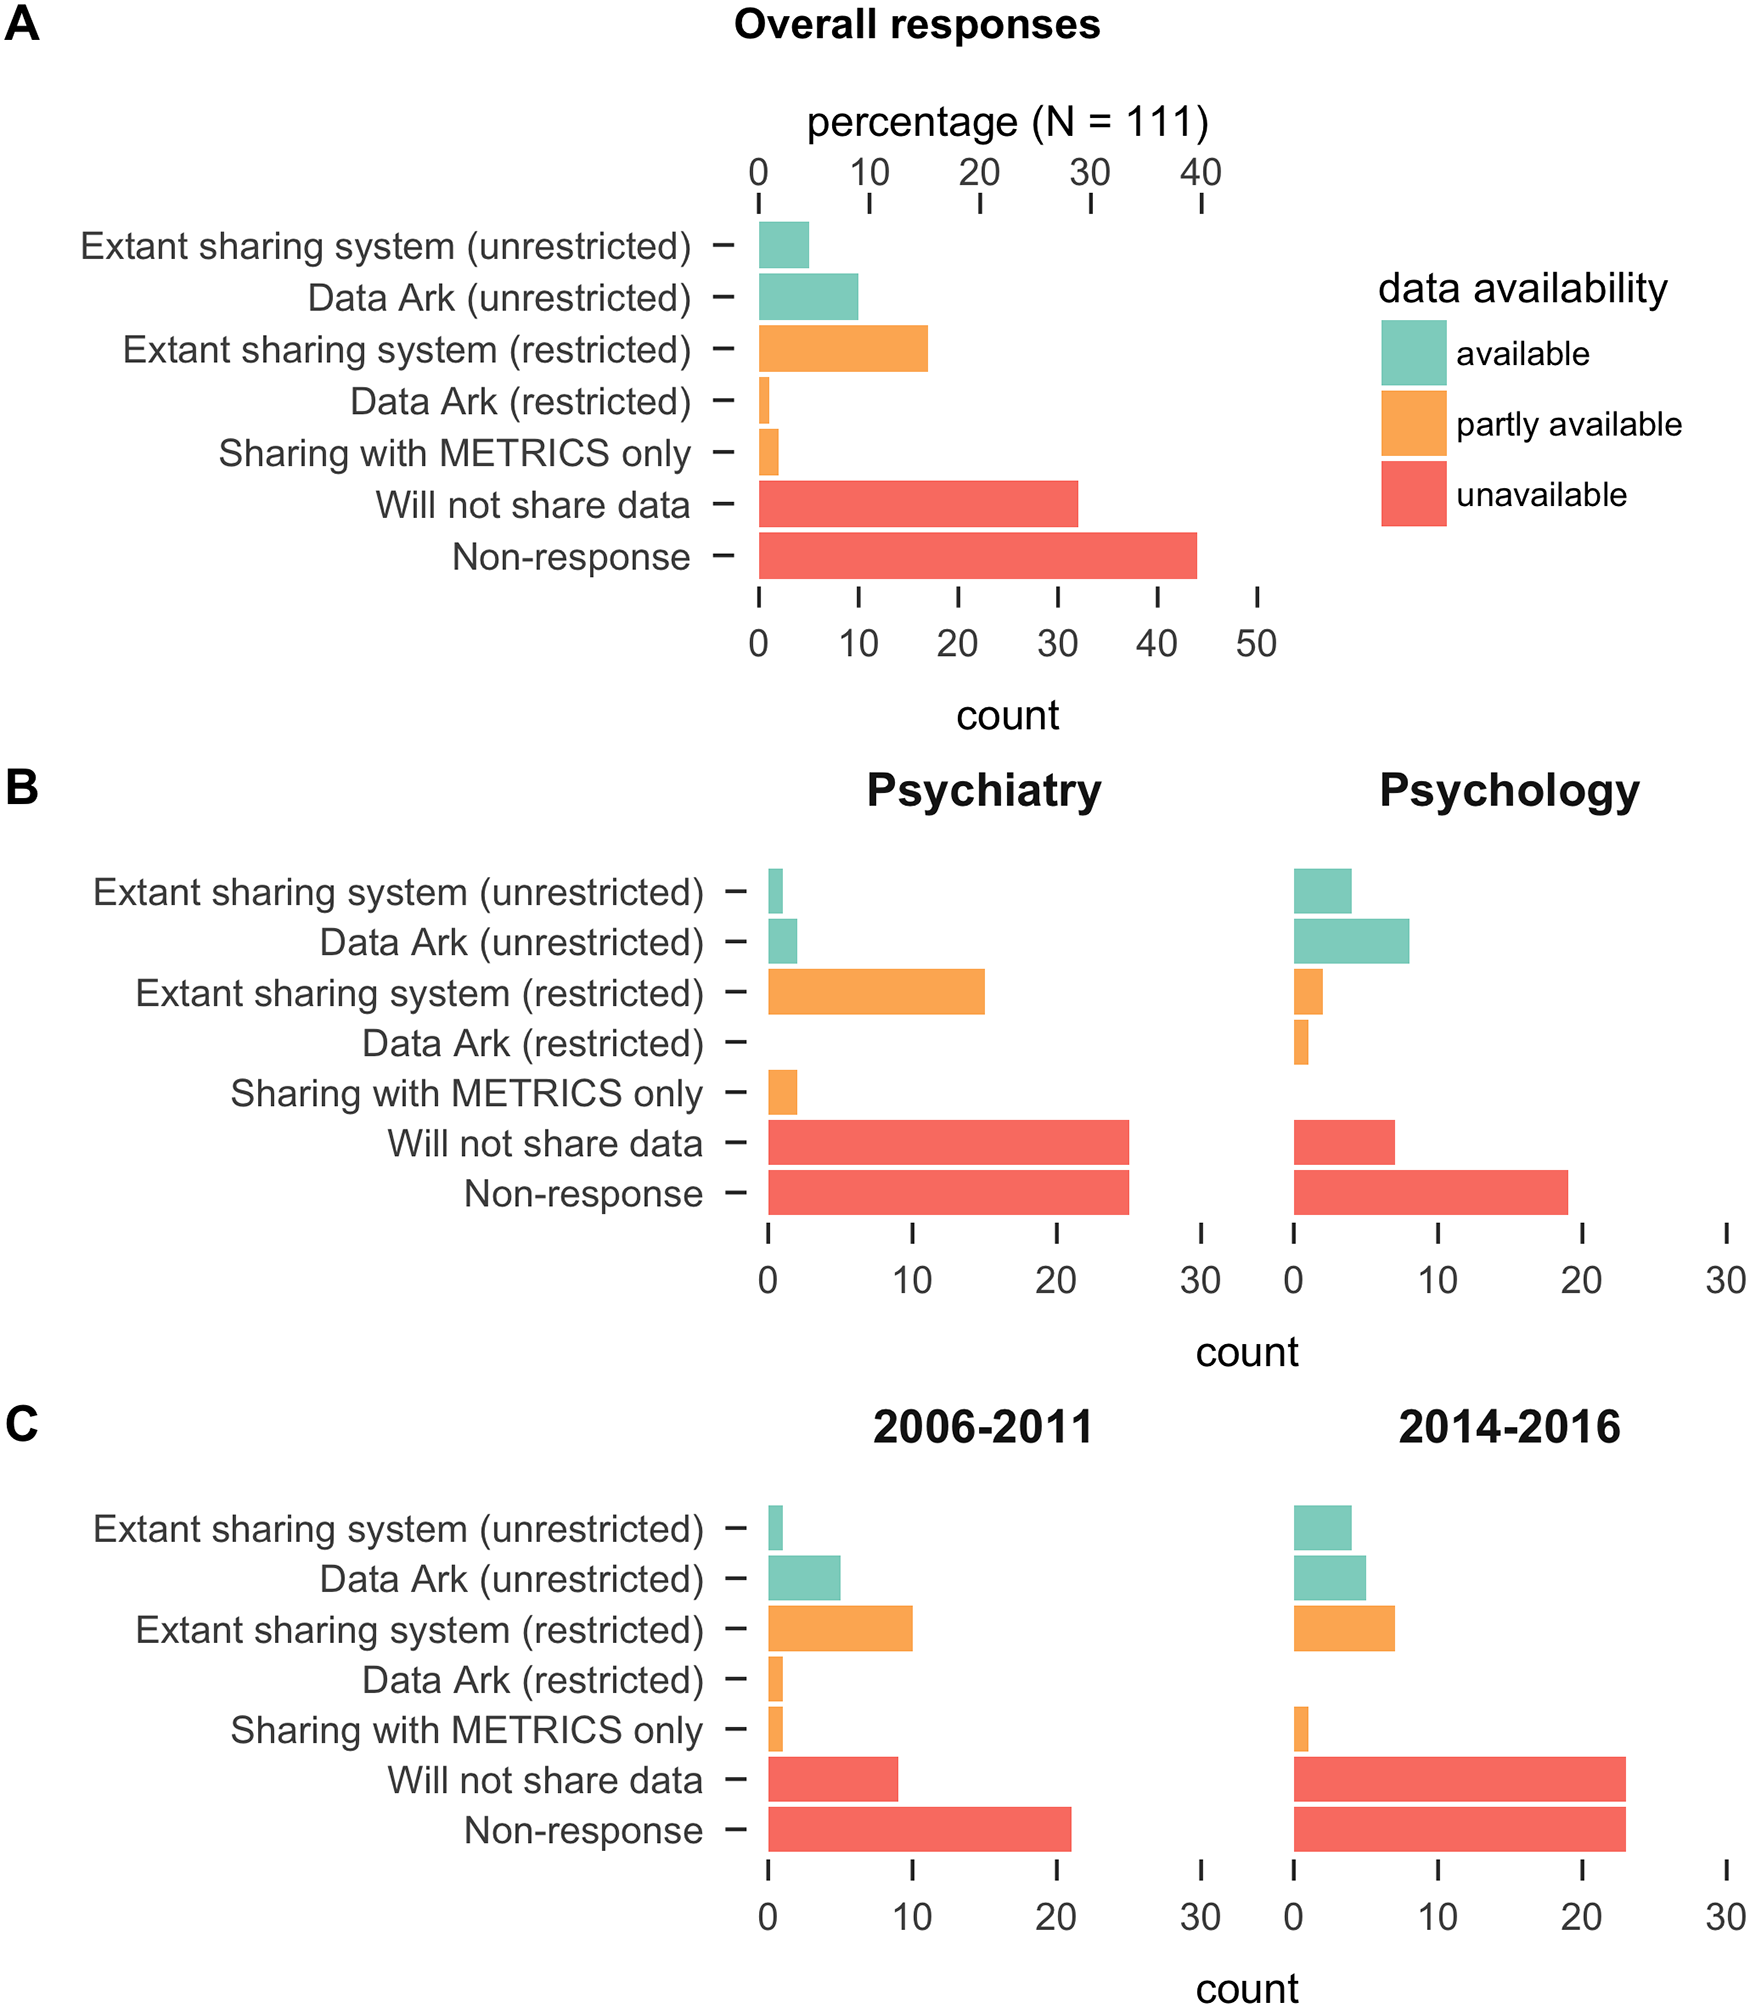 A
Overall responses
percentage (N = 111)
0 10 20 30 40
Extant sharing system (unrestricted)
Data Ark (unrestricted)
Extant sharing system (restricted)
Data Ark (restricted)
Sharing with METRICS only
Will not share data
Non-response
0 10 20 30 40 50
count
data availability
available
partly available
unavailable
B
Psychiatry Psychology
Extant sharing system (unrestricted)
Data Ark (unrestricted)
Extant sharing system (restricted)
Data Ark (restricted)
Sharing with METRICS only
Will not share data
Non-response
0 10 20 30 0 10 20 30
count
C
2006-2011 2014-2016
Extant sharing system (unrestricted)
Data Ark (unrestricted)
Extant sharing system (restricted)
Data Ark (restricted)
Sharing with METRICS only
Will not share data
Non-response
0 10 20 30 0 10 20 30
count